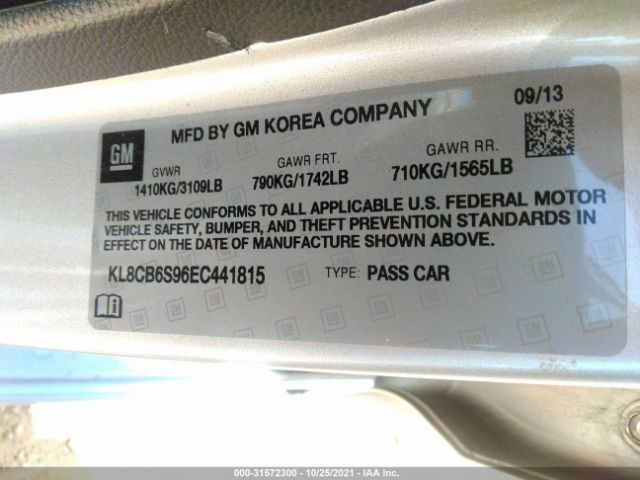 MFD BY GM KOREA COMPANY
09/13
GM
GVWR
GAWR FRT.
GAWR RR.
1410KG/3109LB
790KG/1742LB
710KG/1565LB
THIS VEHICLE CONFORMS TO ALL APPLICABLE U.S. FEDERAL MOTOR
VEHICLE SAFETY, BUMPER, AND THEFT PREVENTION STANDARDS IN
EFFECT ON THE DATE OF MANUFACTURE SHOWN ABOVE.
KL8CB6S96EC441815
TYPE: PASS CAR
000-31572300 - 10/25/2021 - IAA Inc.